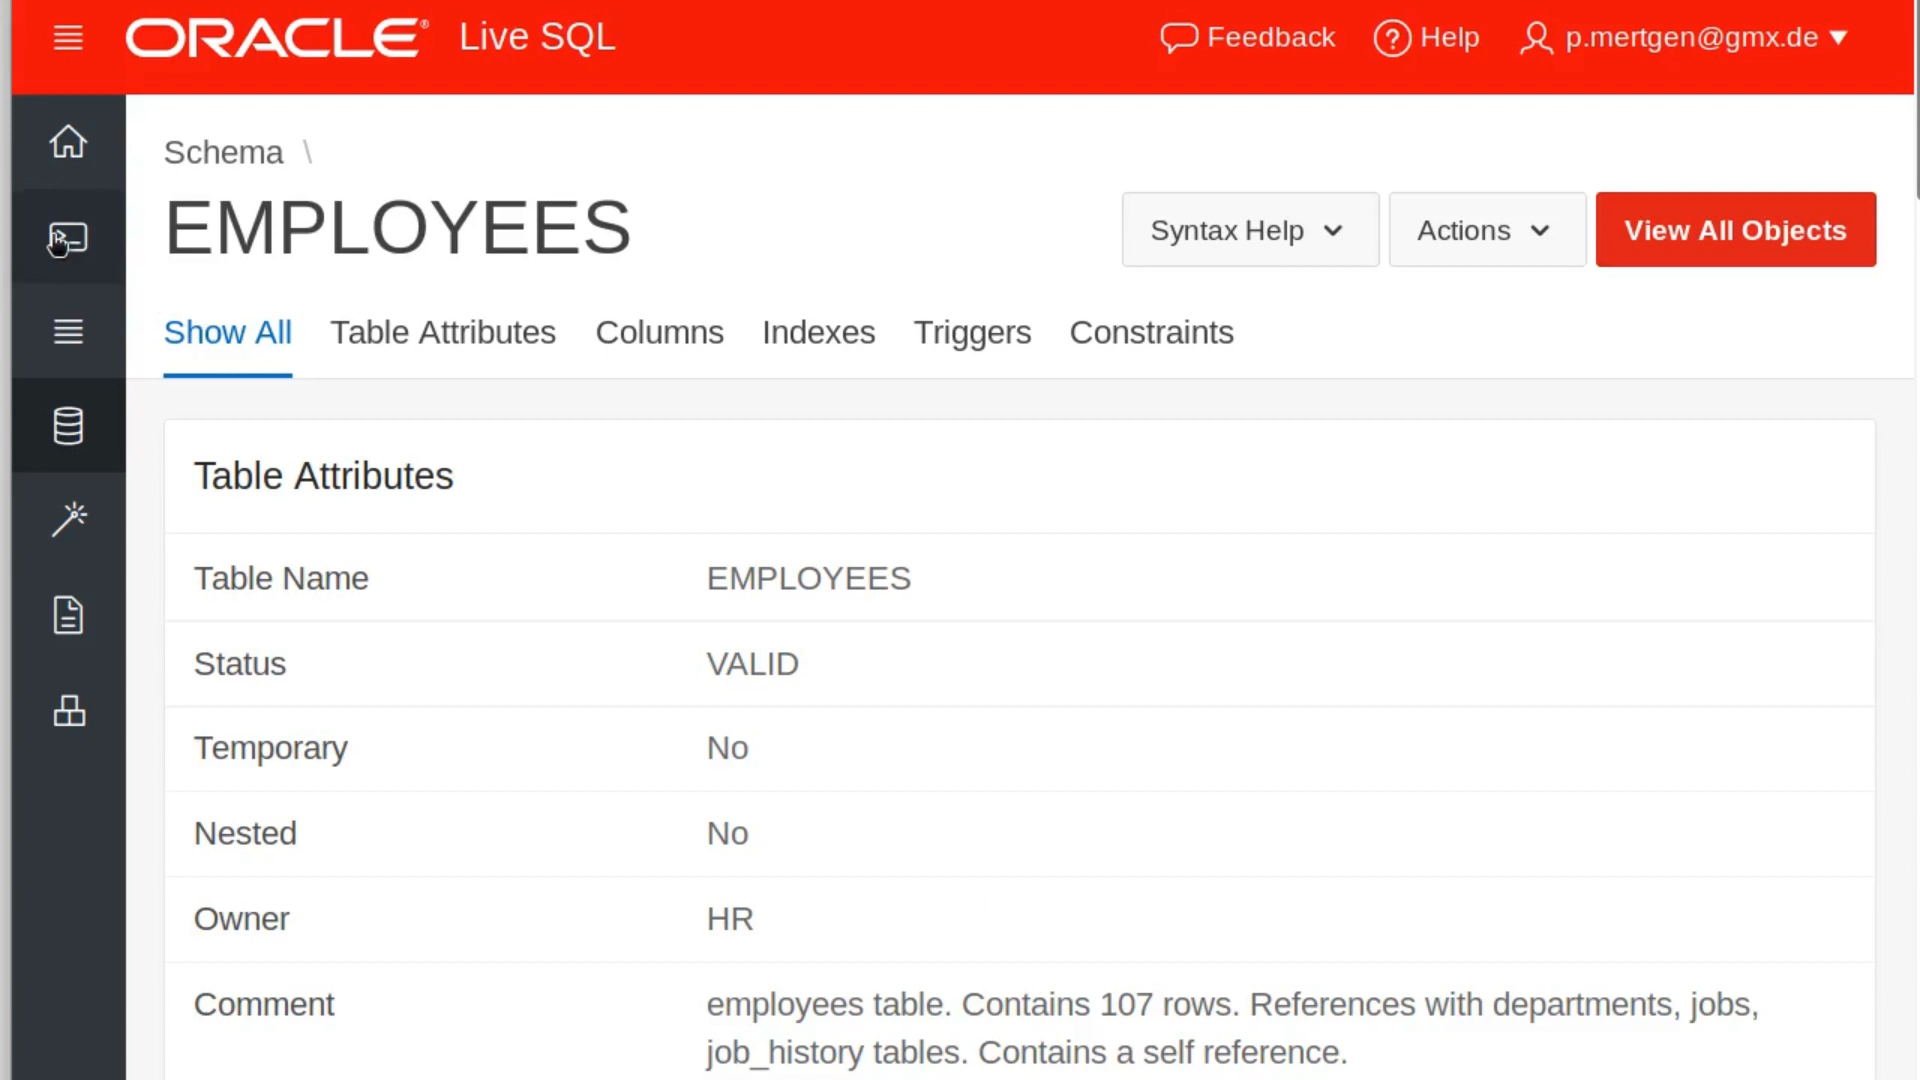 ORACLE® Live SQL Feedback ? Help p.mertgen@gmx.de
Schema \
EMPLOYEES
Syntax Help Actions View All Objects
Show All Table Attributes Columns Indexes Triggers Constraints
Table Attributes
Table Name EMPLOYEES
Status VALID
Temporary No
Nested No
Owner HR
Comment employees table. Contains 107 rows. References with departments, jobs,
job_history tables. Contains a self reference.